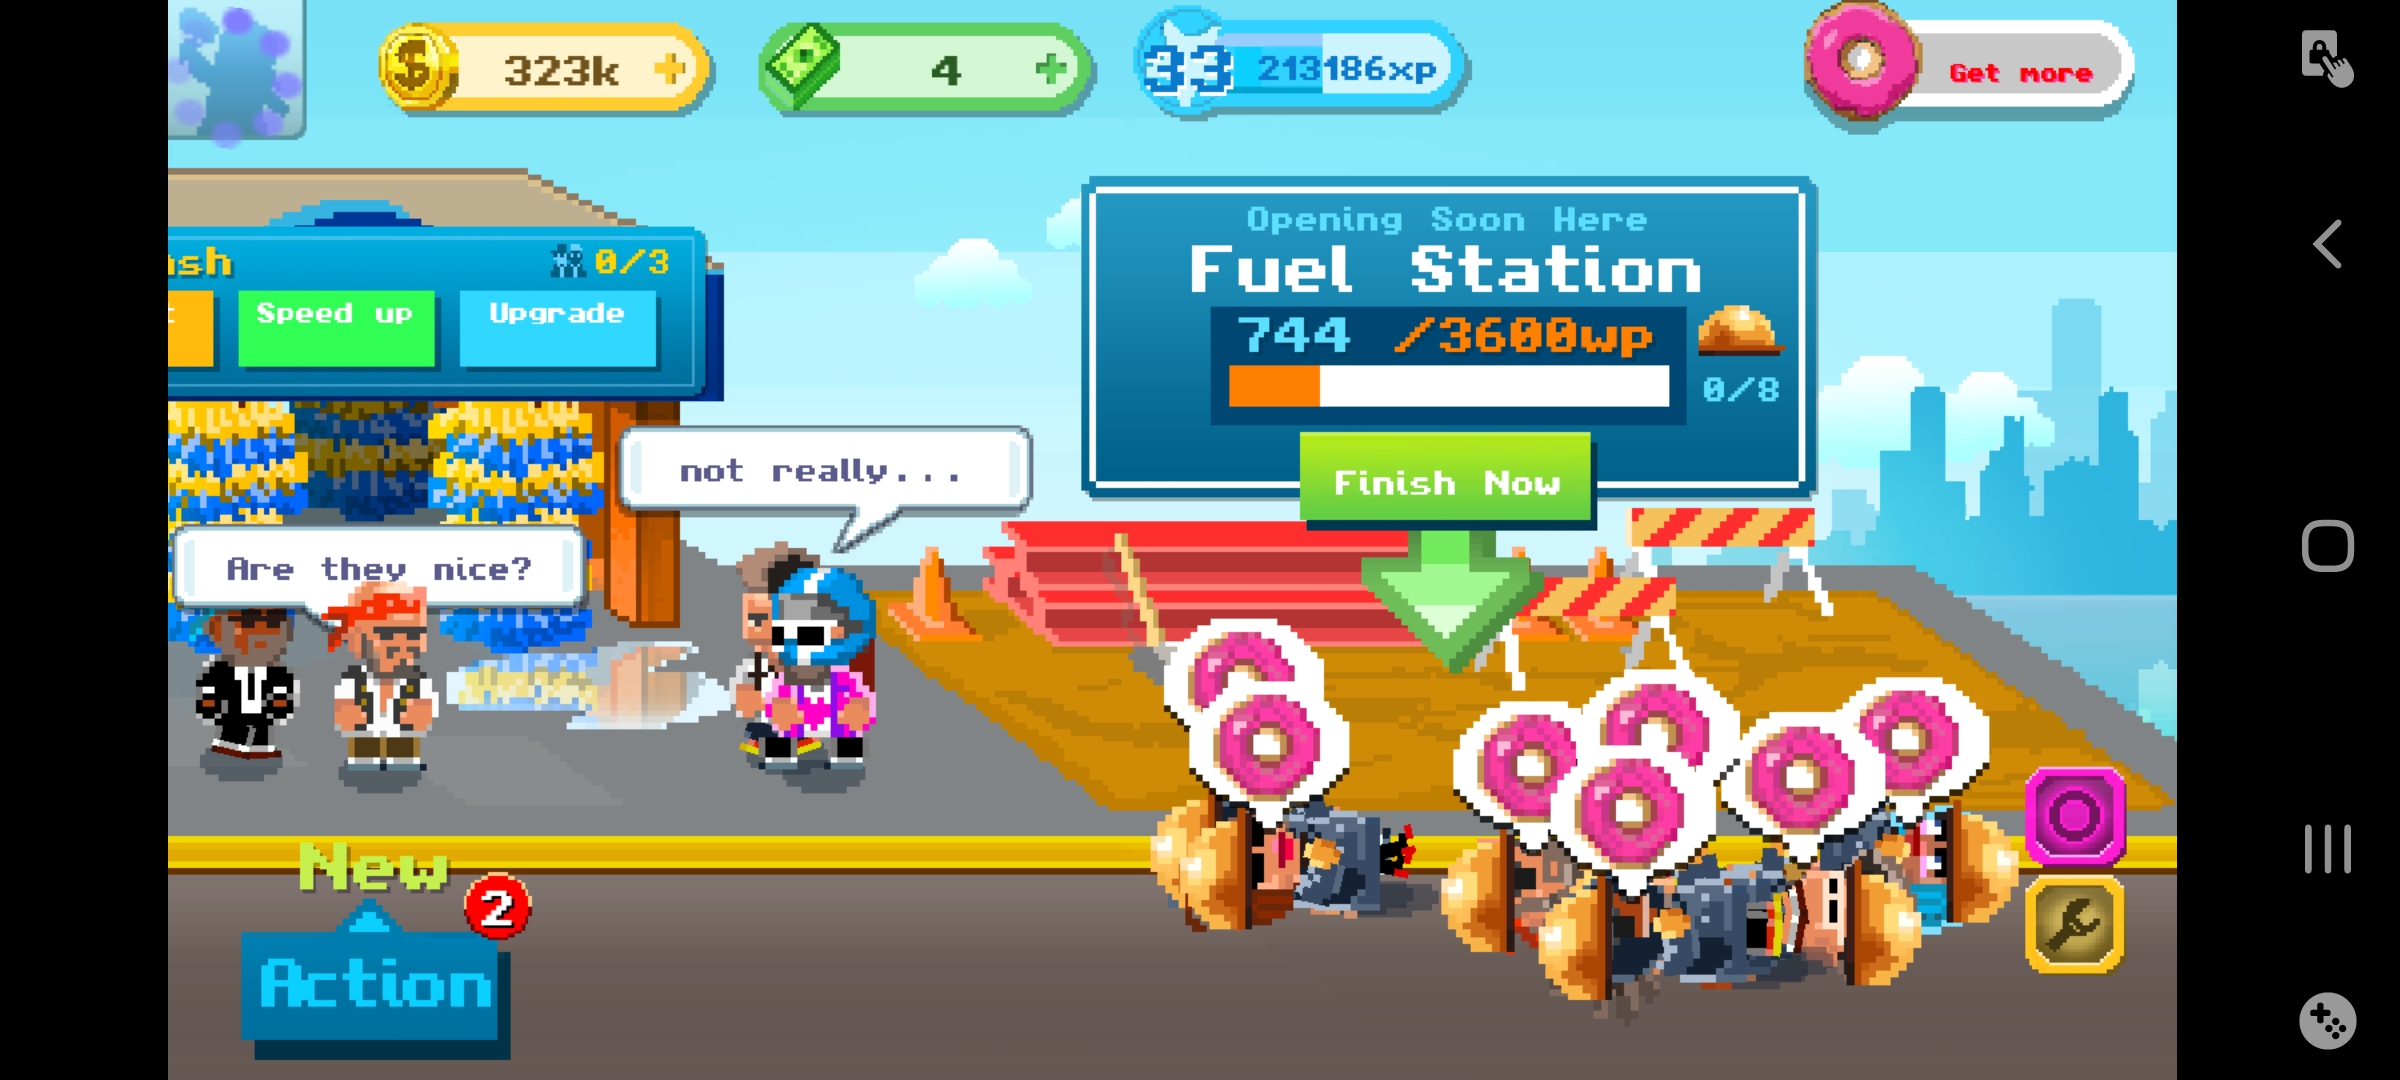 323k
4
33
213186xp
Get more
Opening Soon Here
Fuel Station
744 /3600wp
0/8
Finish Now
sh
0/3
Speed up
Upgrade
not really...
Are they nice?
New
2
Action